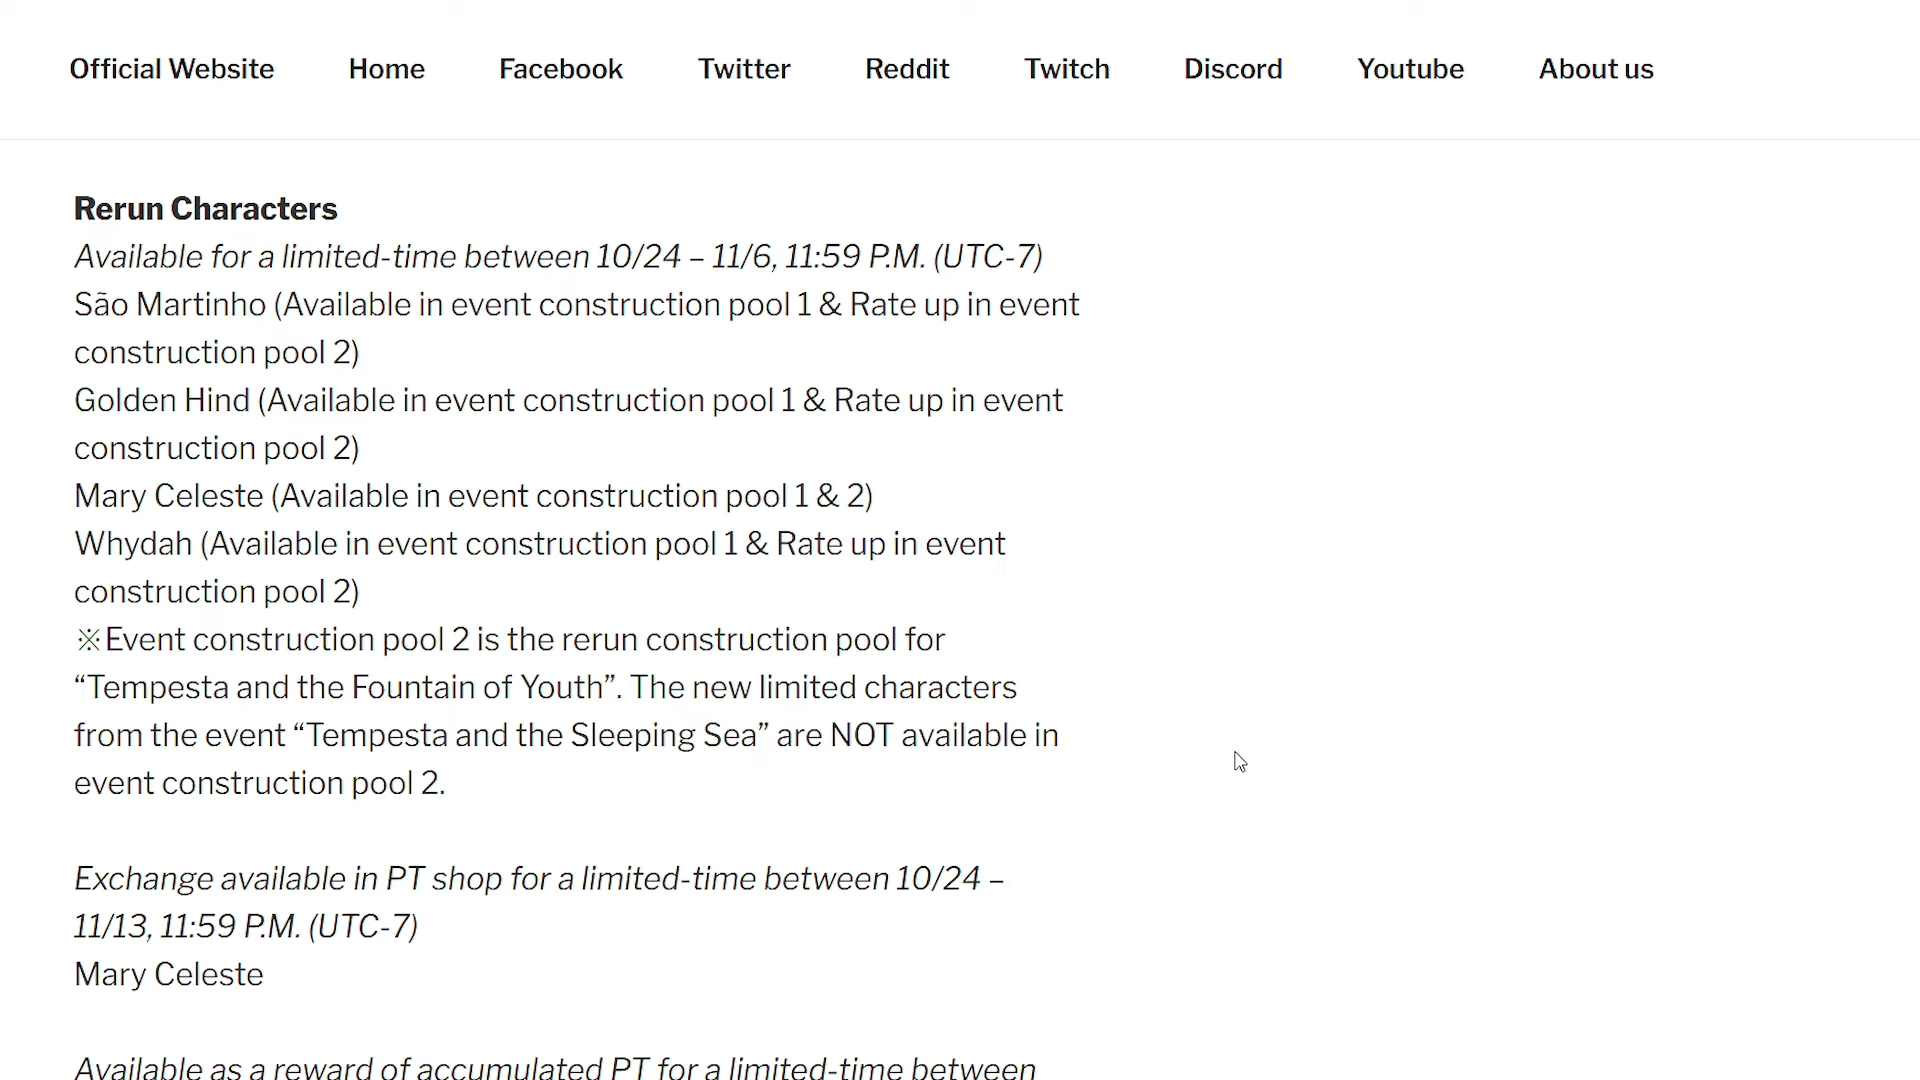 Official Website Home Facebook Twitter Reddit Twitch Discord Youtube About us
Rerun Characters
Available for a limited-time between 10/24 – 11/6, 11:59 P.M. (UTC-7)
São Martinho (Available in event construction pool 1 & Rate up in event
construction pool 2)
Golden Hind (Available in event construction pool 1 & Rate up in event
construction pool 2)
Mary Celeste (Available in event construction pool 1 & 2)
Whydah (Available in event construction pool 1 & Rate up in event
construction pool 2)
※Event construction pool 2 is the rerun construction pool for
“Tempesta and the Fountain of Youth”. The new limited characters
from the event “Tempesta and the Sleeping Sea” are NOT available in
event construction pool 2.
Exchange available in PT shop for a limited-time between 10/24 –
11/13, 11:59 P.M. (UTC-7)
Mary Celeste
Available as a reward of accumulated PT for a limited-time between